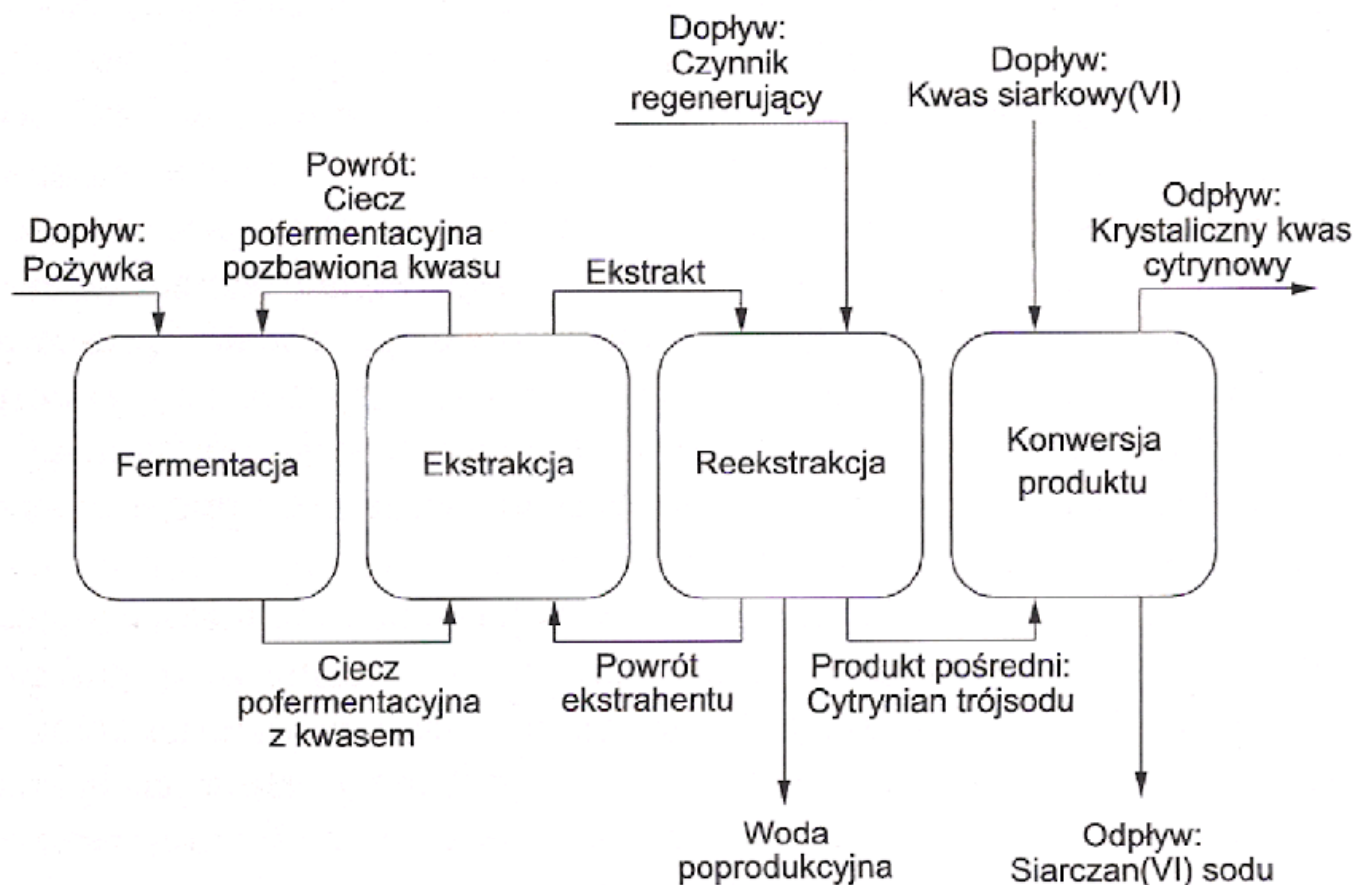 Dopływ:
Czynnik
regenerujący
Dopływ:
Kwas siarkowy(VI)
Powrót:
Ciecz
pofermentacyjna
pozbawiona kwasu
Dopływ:
Pożywka
Ekstrakt
Odpływ:
Krystaliczny kwas
cytrynowy
Fermentacja
Ekstrakcja
Reekstrakcja
Konwersja
produktu
Ciecz
pofermentacyjna
z kwasem
Powrót
ekstrahentu
Produkt pośredni:
Cytrynian trójsodu
Woda
poprodukcyjna
Odpływ:
Siarczan(VI) sodu